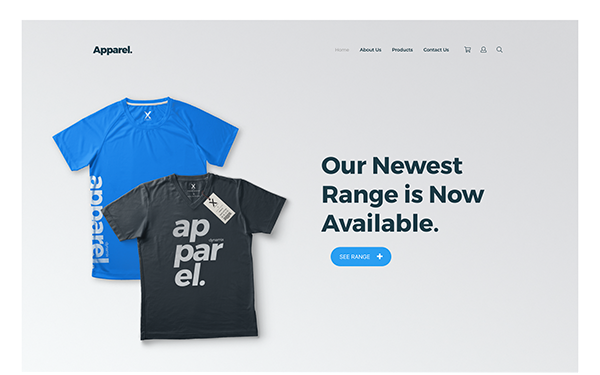 Apparel.
Home About Us Products Contact Us
apparel
ap
par
el.
Our Newest
Range is Now
Available.
SEE RANGE